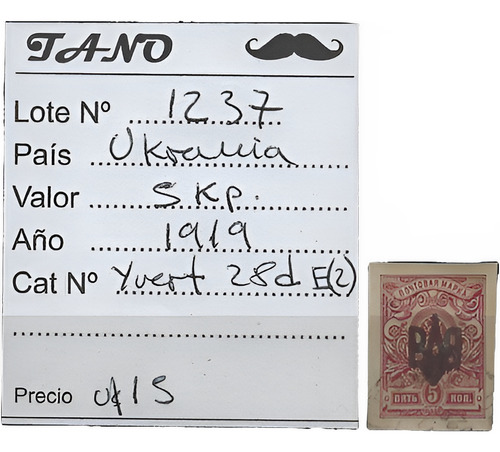 TANO
Lote Nº 1237
País Ukrania
Valor 5 Kp.
Año 1919
Cat Nº Yvert 28d E(2)
Precio u$ 15
ПОЧТОВАЯ МАРКА
ПЯТЬ 5 КОП.